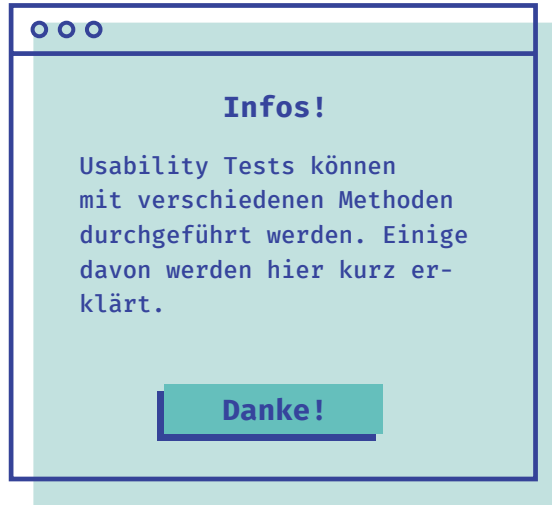 Infos!
Usability Tests können
mit verschiedenen Methoden
durchgeführt werden. Einige
davon werden hier kurz er-
klärt.
Danke!